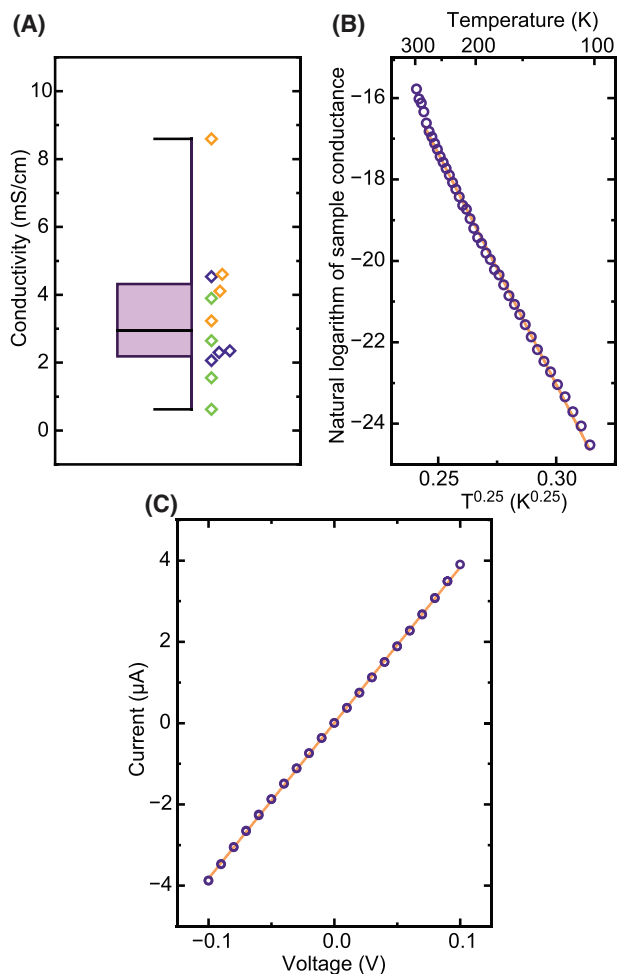 (A)
Conductivity (mS/cm)
10
8
6
4
2
0
(B)
Temperature (K)
300 200 100
Natural logarithm of sample conductance
−16
−18
−20
−22
−24
0.25 0.30
T^0.25 (K^0.25)
(C)
Current (µA)
4
2
0
−2
−4
−0.1 0.0 0.1
Voltage (V)